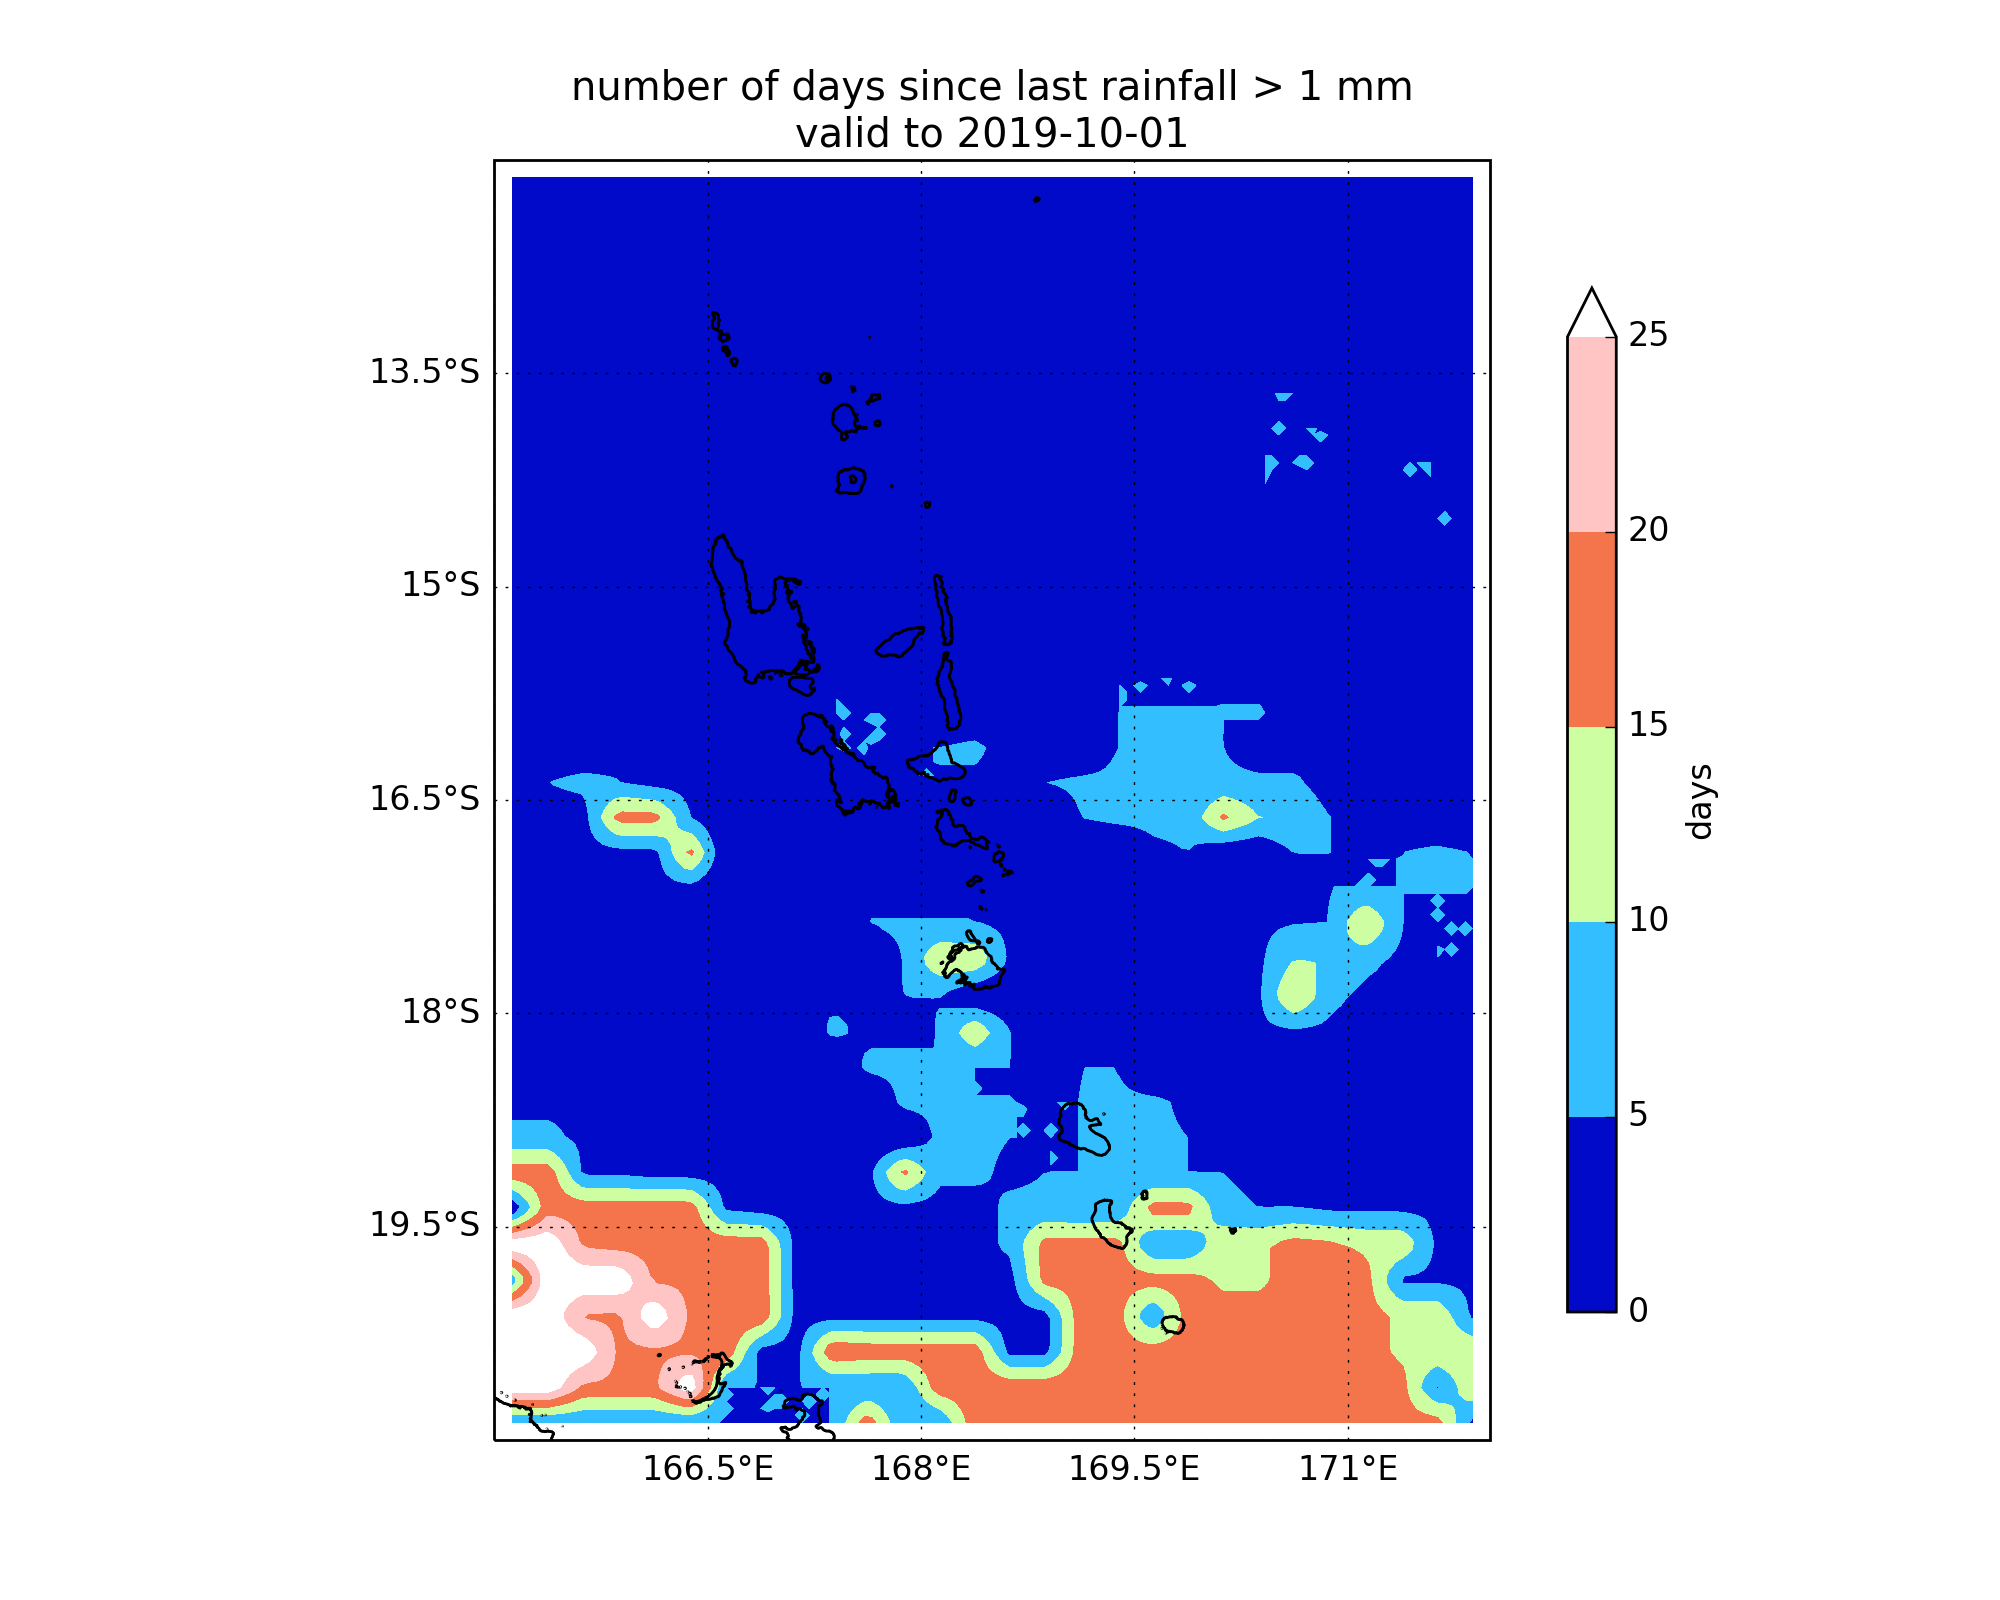 number of days since last rainfall > 1 mm
valid to 2019-10-01
13.5°S
15°S
16.5°S
18°S
19.5°S
166.5°E
168°E
169.5°E
171°E
25
20
15
10
5
0
days